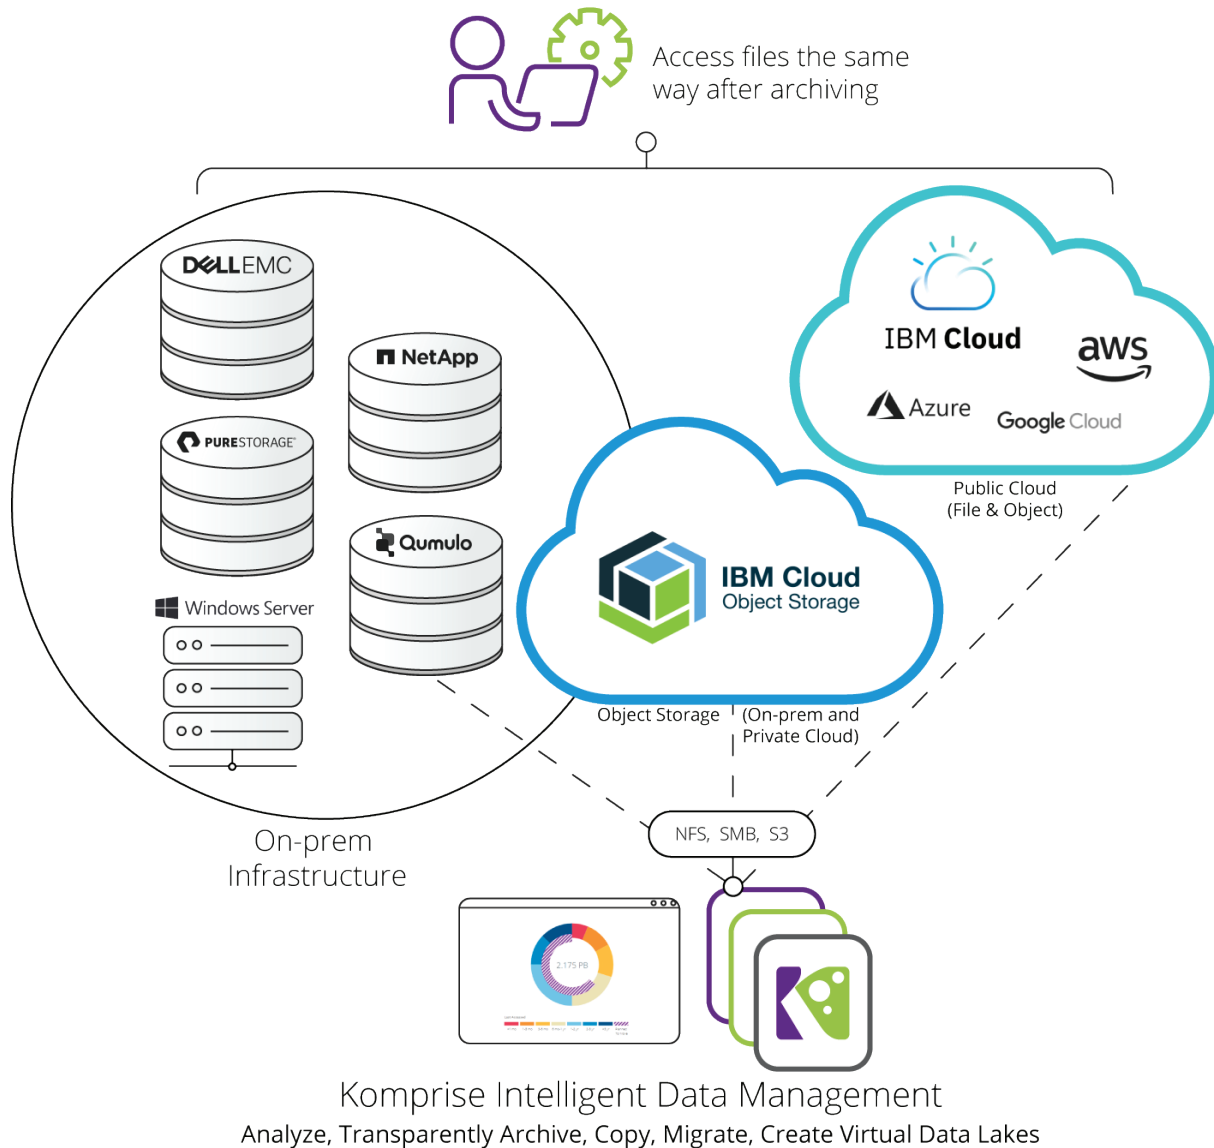 Access files the same
way after archiving
DELLEMC
NetApp
PURESTORAGE
Qumulo
Windows Server
IBM Cloud
aws
Azure
Google Cloud
Public Cloud
(File & Object)
IBM Cloud
Object Storage
Object Storage (On-prem and
Private Cloud)
NFS, SMB, S3
On-prem
Infrastructure
2.175 PB
Komprise Intelligent Data Management
Analyze, Transparently Archive, Copy, Migrate, Create Virtual Data Lakes